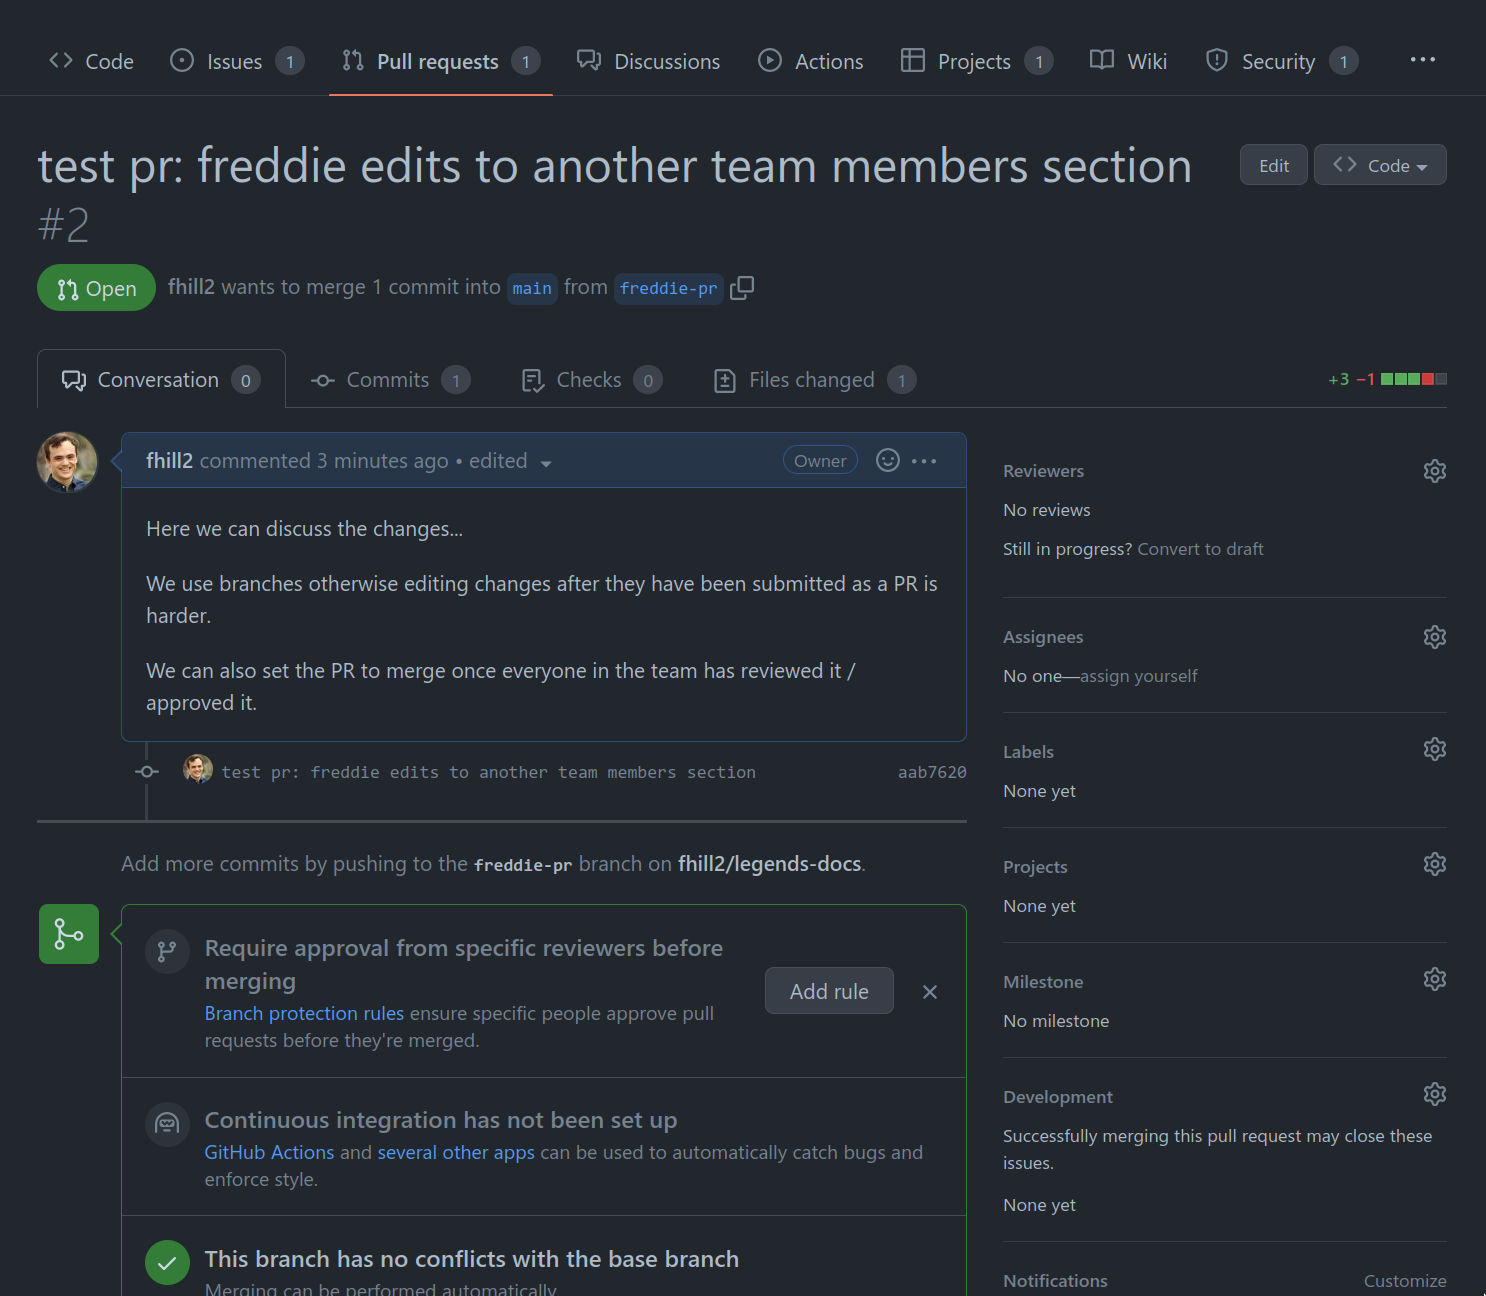 Code Issues 1 Pull requests 1 Discussions Actions Projects 1 Wiki Security 1
test pr: freddie edits to another team members section
#2
Edit Code
Open fhill2 wants to merge 1 commit into main from freddie-pr
Conversation 0 Commits 1 Checks 0 Files changed 1 +3 −1
fhill2 commented 3 minutes ago • edited Owner
Here we can discuss the changes...
We use branches otherwise editing changes after they have been submitted as a PR is
harder.
We can also set the PR to merge once everyone in the team has reviewed it /
approved it.
test pr: freddie edits to another team members section aab7620
Add more commits by pushing to the freddie-pr branch on fhill2/legends-docs.
Require approval from specific reviewers before
merging
Branch protection rules ensure specific people approve pull
requests before they're merged.
Add rule
Continuous integration has not been set up
GitHub Actions and several other apps can be used to automatically catch bugs and
enforce style.
This branch has no conflicts with the base branch
Merging can be performed automatically.
Reviewers
No reviews
Still in progress? Convert to draft
Assignees
No one—assign yourself
Labels
None yet
Projects
None yet
Milestone
No milestone
Development
Successfully merging this pull request may close these
issues.
None yet
Notifications Customize